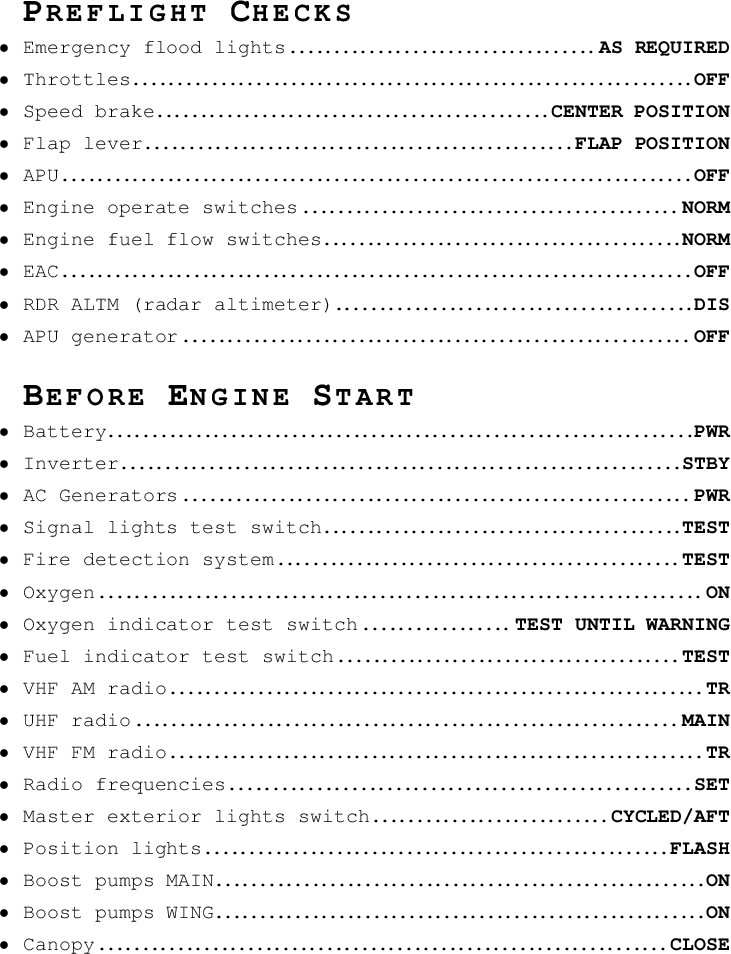 PREFLIGHT CHECKS
• Emergency flood lights..................................AS REQUIRED
• Throttles...............................................................OFF
• Speed brake............................................CENTER POSITION
• Flap lever................................................FLAP POSITION
• APU.......................................................................OFF
• Engine operate switches..........................................NORM
• Engine fuel flow switches........................................NORM
• EAC.......................................................................OFF
• RDR ALTM (radar altimeter)........................................DIS
• APU generator.........................................................OFF
BEFORE ENGINE START
• Battery..................................................................PWR
• Inverter...............................................................STBY
• AC Generators.........................................................PWR
• Signal lights test switch........................................TEST
• Fire detection system.............................................TEST
• Oxygen....................................................................ON
• Oxygen indicator test switch.................TEST UNTIL WARNING
• Fuel indicator test switch.......................................TEST
• VHF AM radio............................................................TR
• UHF radio.............................................................MAIN
• VHF FM radio............................................................TR
• Radio frequencies....................................................SET
• Master exterior lights switch...........................CYCLED/AFT
• Position lights....................................................FLASH
• Boost pumps MAIN.......................................................ON
• Boost pumps WING.......................................................ON
• Canopy................................................................CLOSE